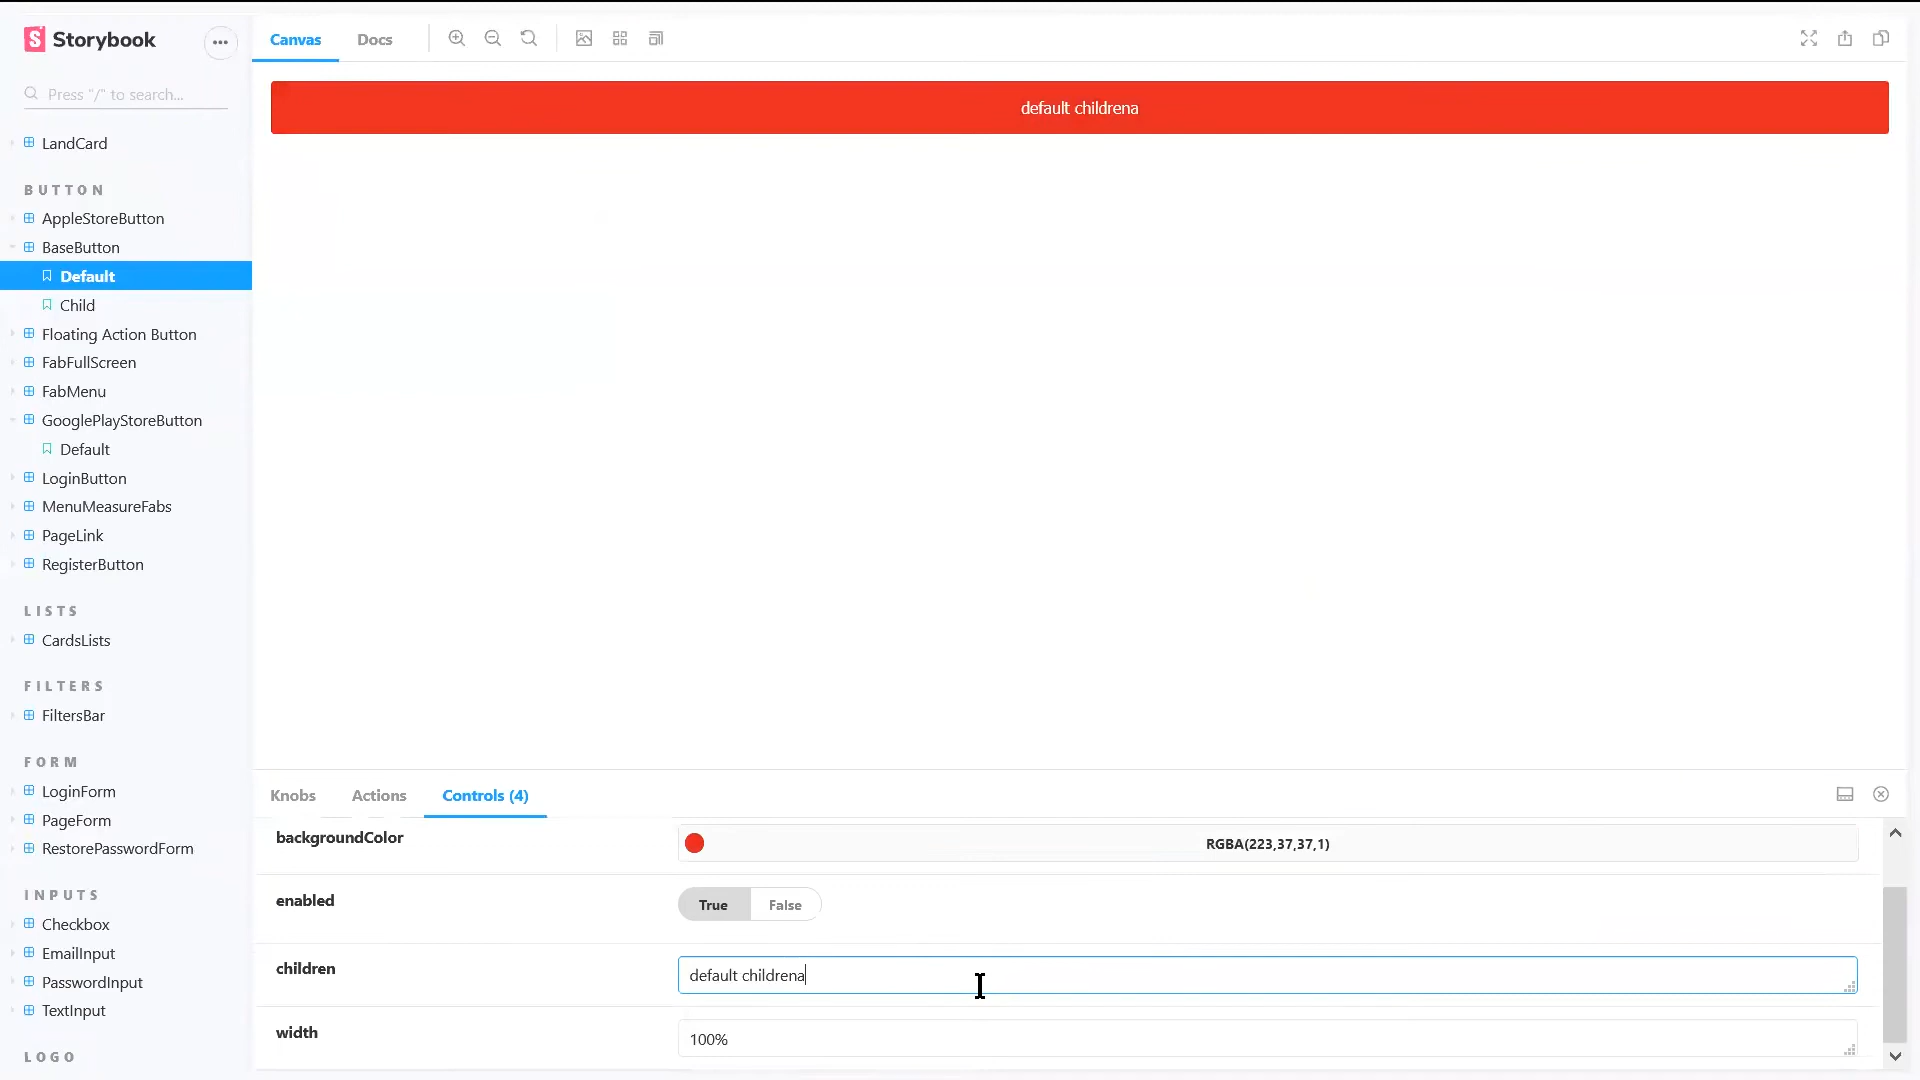 Storybook
Canvas
Docs
Press "/" to search...
LandCard
BUTTON
AppleStoreButton
BaseButton
Default
Child
Floating Action Button
FabFullScreen
FabMenu
GooglePlayStoreButton
Default
LoginButton
MenuMeasureFabs
PageLink
RegisterButton
LISTS
CardsLists
FILTERS
FiltersBar
FORM
LoginForm
PageForm
RestorePasswordForm
INPUTS
Checkbox
EmailInput
PasswordInput
TextInput
LOGO
default childrena
Knobs
Actions
Controls (4)
backgroundColor
RGBA(223,37,37,1)
enabled
True
False
children
default childrena
width
100%